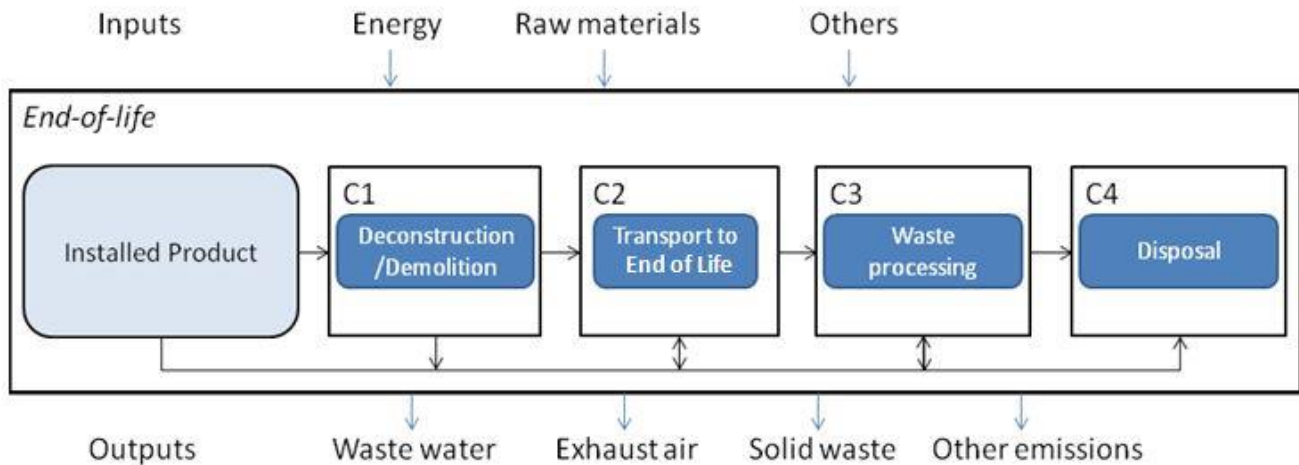 Inputs Energy Raw materials Others
End-of-life
Installed Product
C1
Deconstruction
/Demolition
C2
Transport to
End of Life
C3
Waste
processing
C4
Disposal
Outputs Waste water Exhaust air Solid waste Other emissions